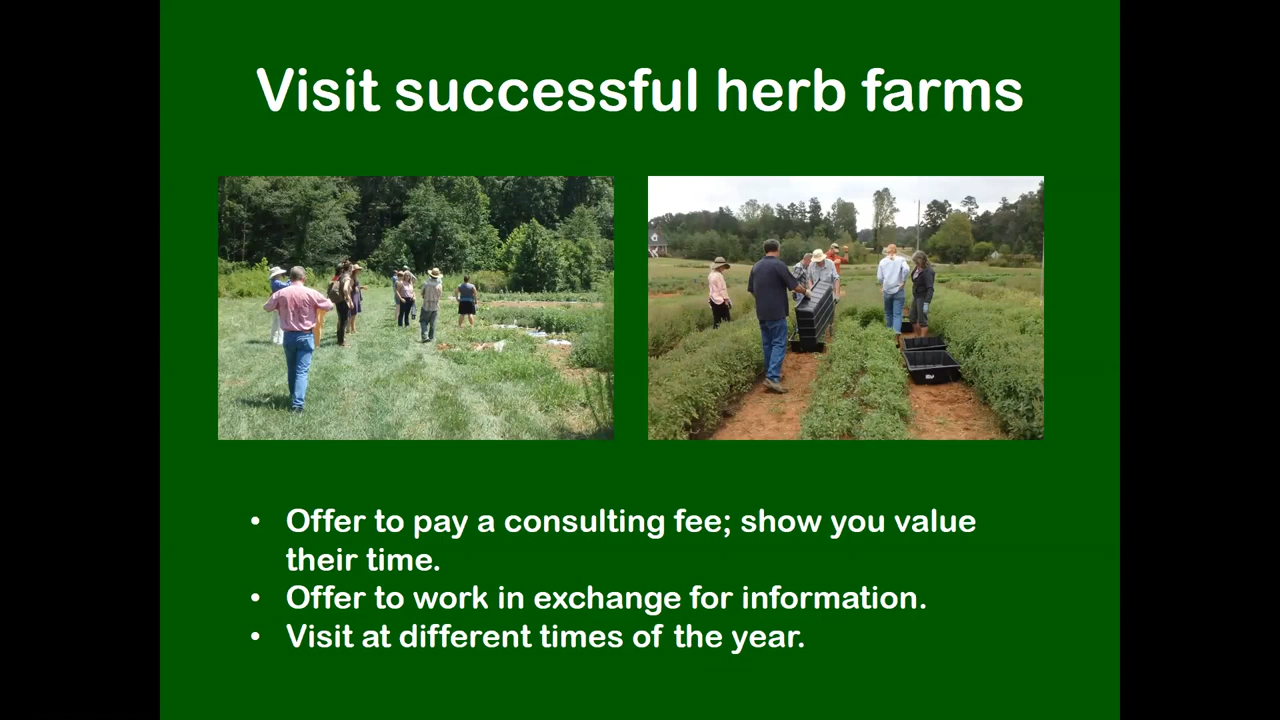 Visit successful herb farms
• Offer to pay a consulting fee; show you value
their time.
• Offer to work in exchange for information.
• Visit at different times of the year.